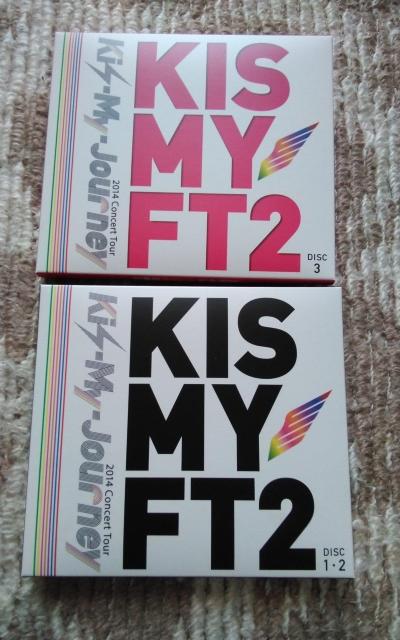 KIS
MY
FT2
DISC
3
Kis-My-Journey
2014 Concert Tour
KIS
MY
FT2
DISC
1・2
Kis-My-Journey
2014 Concert Tour